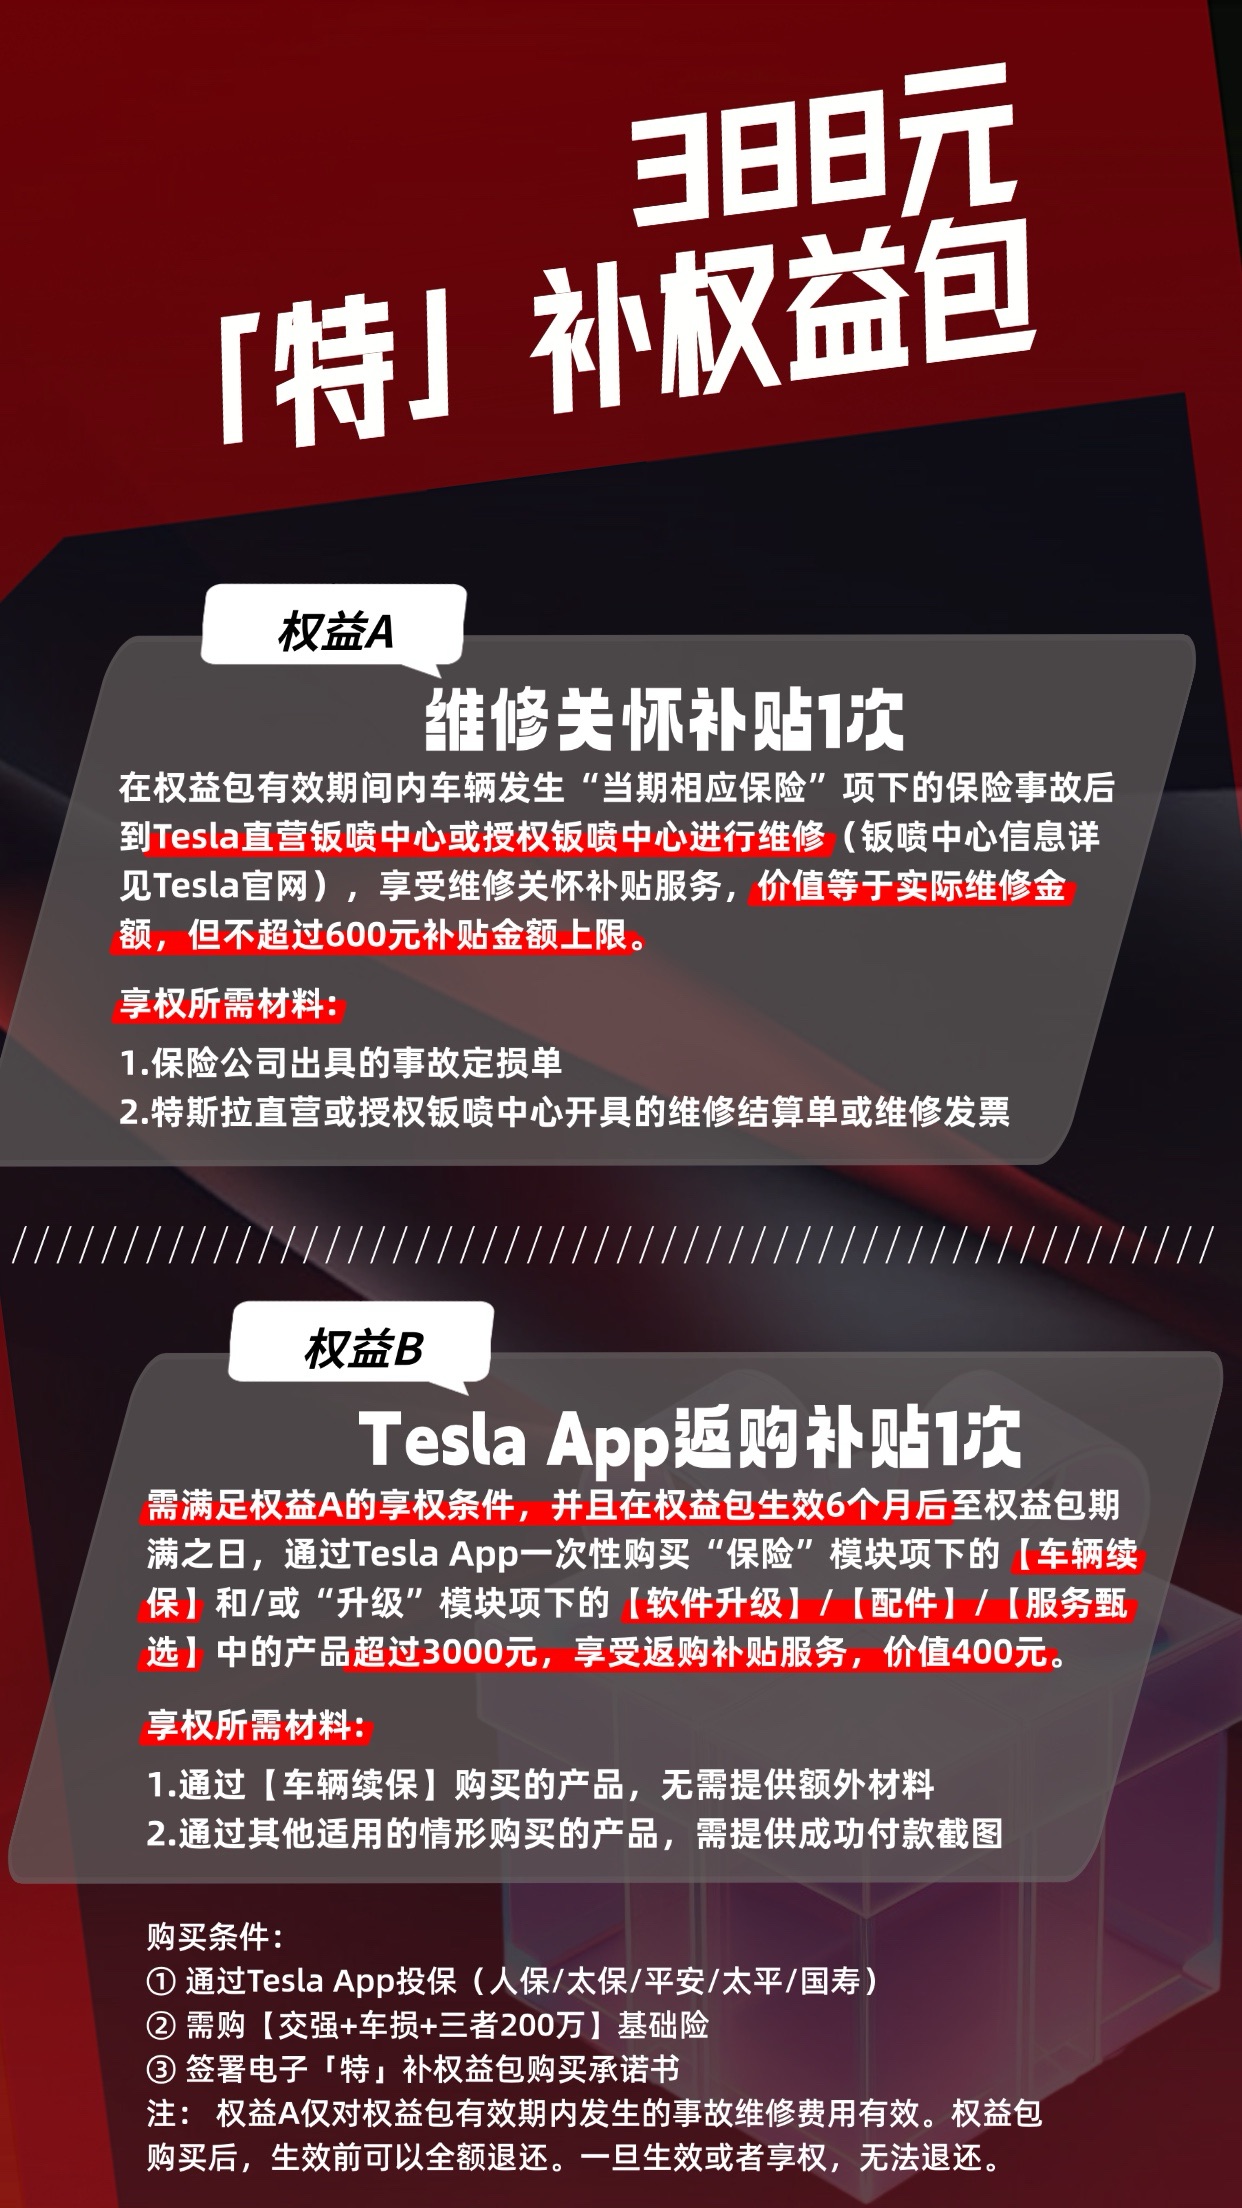 388元
「特」补权益包
权益A
维修关怀补贴1次
在权益包有效期间内车辆发生“当期相应保险”项下的保险事故后
到Tesla直营钣喷中心或授权钣喷中心进行维修（钣喷中心信息详
见Tesla官网），享受维修关怀补贴服务，价值等于实际维修金
额，但不超过600元补贴金额上限。
享权所需材料:
1.保险公司出具的事故定损单
2.特斯拉直营或授权钣喷中心开具的维修结算单或维修发票
权益B
Tesla App返购补贴1次
需满足权益A的享权条件，并且在权益包生效6个月后至权益包期
满之日，通过Tesla App一次性购买“保险”模块项下的【车辆续
保】和/或“升级”模块项下的【软件升级】/【配件】/【服务甄
选】中的产品超过3000元，享受返购补贴服务，价值400元。
享权所需材料:
1.通过【车辆续保】购买的产品，无需提供额外材料
2.通过其他适用的情形购买的产品，需提供成功付款截图
购买条件：
① 通过Tesla App投保（人保/太保/平安/太平/国寿）
② 需购【交强+车损+三者200万】基础险
③ 签署电子「特」补权益包购买承诺书
注： 权益A仅对权益包有效期内发生的事故维修费用有效。权益包
购买后，生效前可以全额退还。一旦生效或者享权，无法退还。